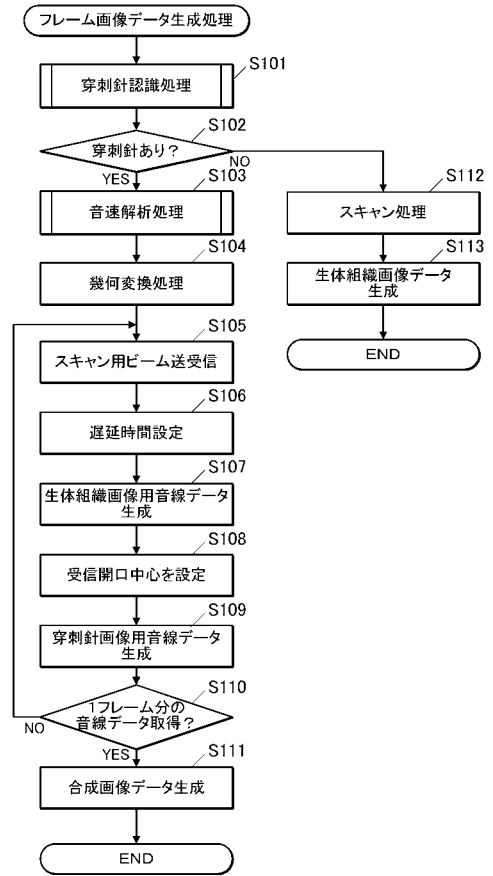 フレーム画像データ生成処理
S101
穿刺針認識処理
S102
穿刺針あり？
NO
YES
S103
音速解析処理
S112
スキャン処理
S104
幾何変換処理
S113
生体組織画像データ
生成
S105
スキャン用ビーム送受信
END
S106
遅延時間設定
S107
生体組織画像用音線データ
生成
S108
受信開口中心を設定
S109
穿刺針画像用音線データ
生成
S110
1フレーム分の
音線データ取得？
NO
YES
S111
合成画像データ生成
END